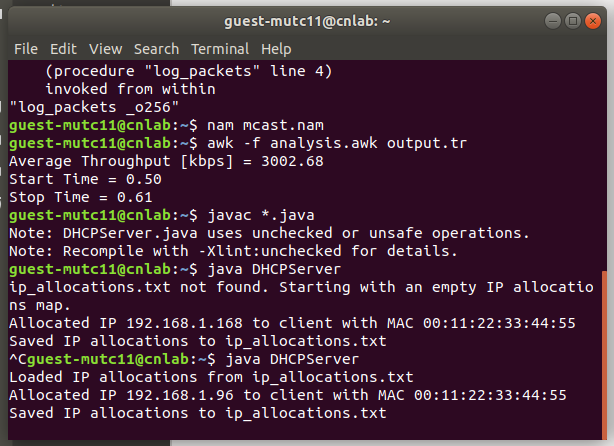 guest-mutc11@cnlab: ~
File Edit View Search Terminal Help
(procedure "log_packets" line 4)
invoked from within
"log_packets _o256"
guest-mutc11@cnlab:~$ nam mcast.nam
guest-mutc11@cnlab:~$ awk -f analysis.awk output.tr
Average Throughput [kbps] = 3002.68
Start Time = 0.50
Stop Time = 0.61
guest-mutc11@cnlab:~$ javac *.java
Note: DHCPServer.java uses unchecked or unsafe operations.
Note: Recompile with -Xlint:unchecked for details.
guest-mutc11@cnlab:~$ java DHCPServer
ip_allocations.txt not found. Starting with an empty IP allocatio
ns map.
Allocated IP 192.168.1.168 to client with MAC 00:11:22:33:44:55
Saved IP allocations to ip_allocations.txt
^Cguest-mutc11@cnlab:~$ java DHCPServer
Loaded IP allocations from ip_allocations.txt
Allocated IP 192.168.1.96 to client with MAC 00:11:22:33:44:55
Saved IP allocations to ip_allocations.txt